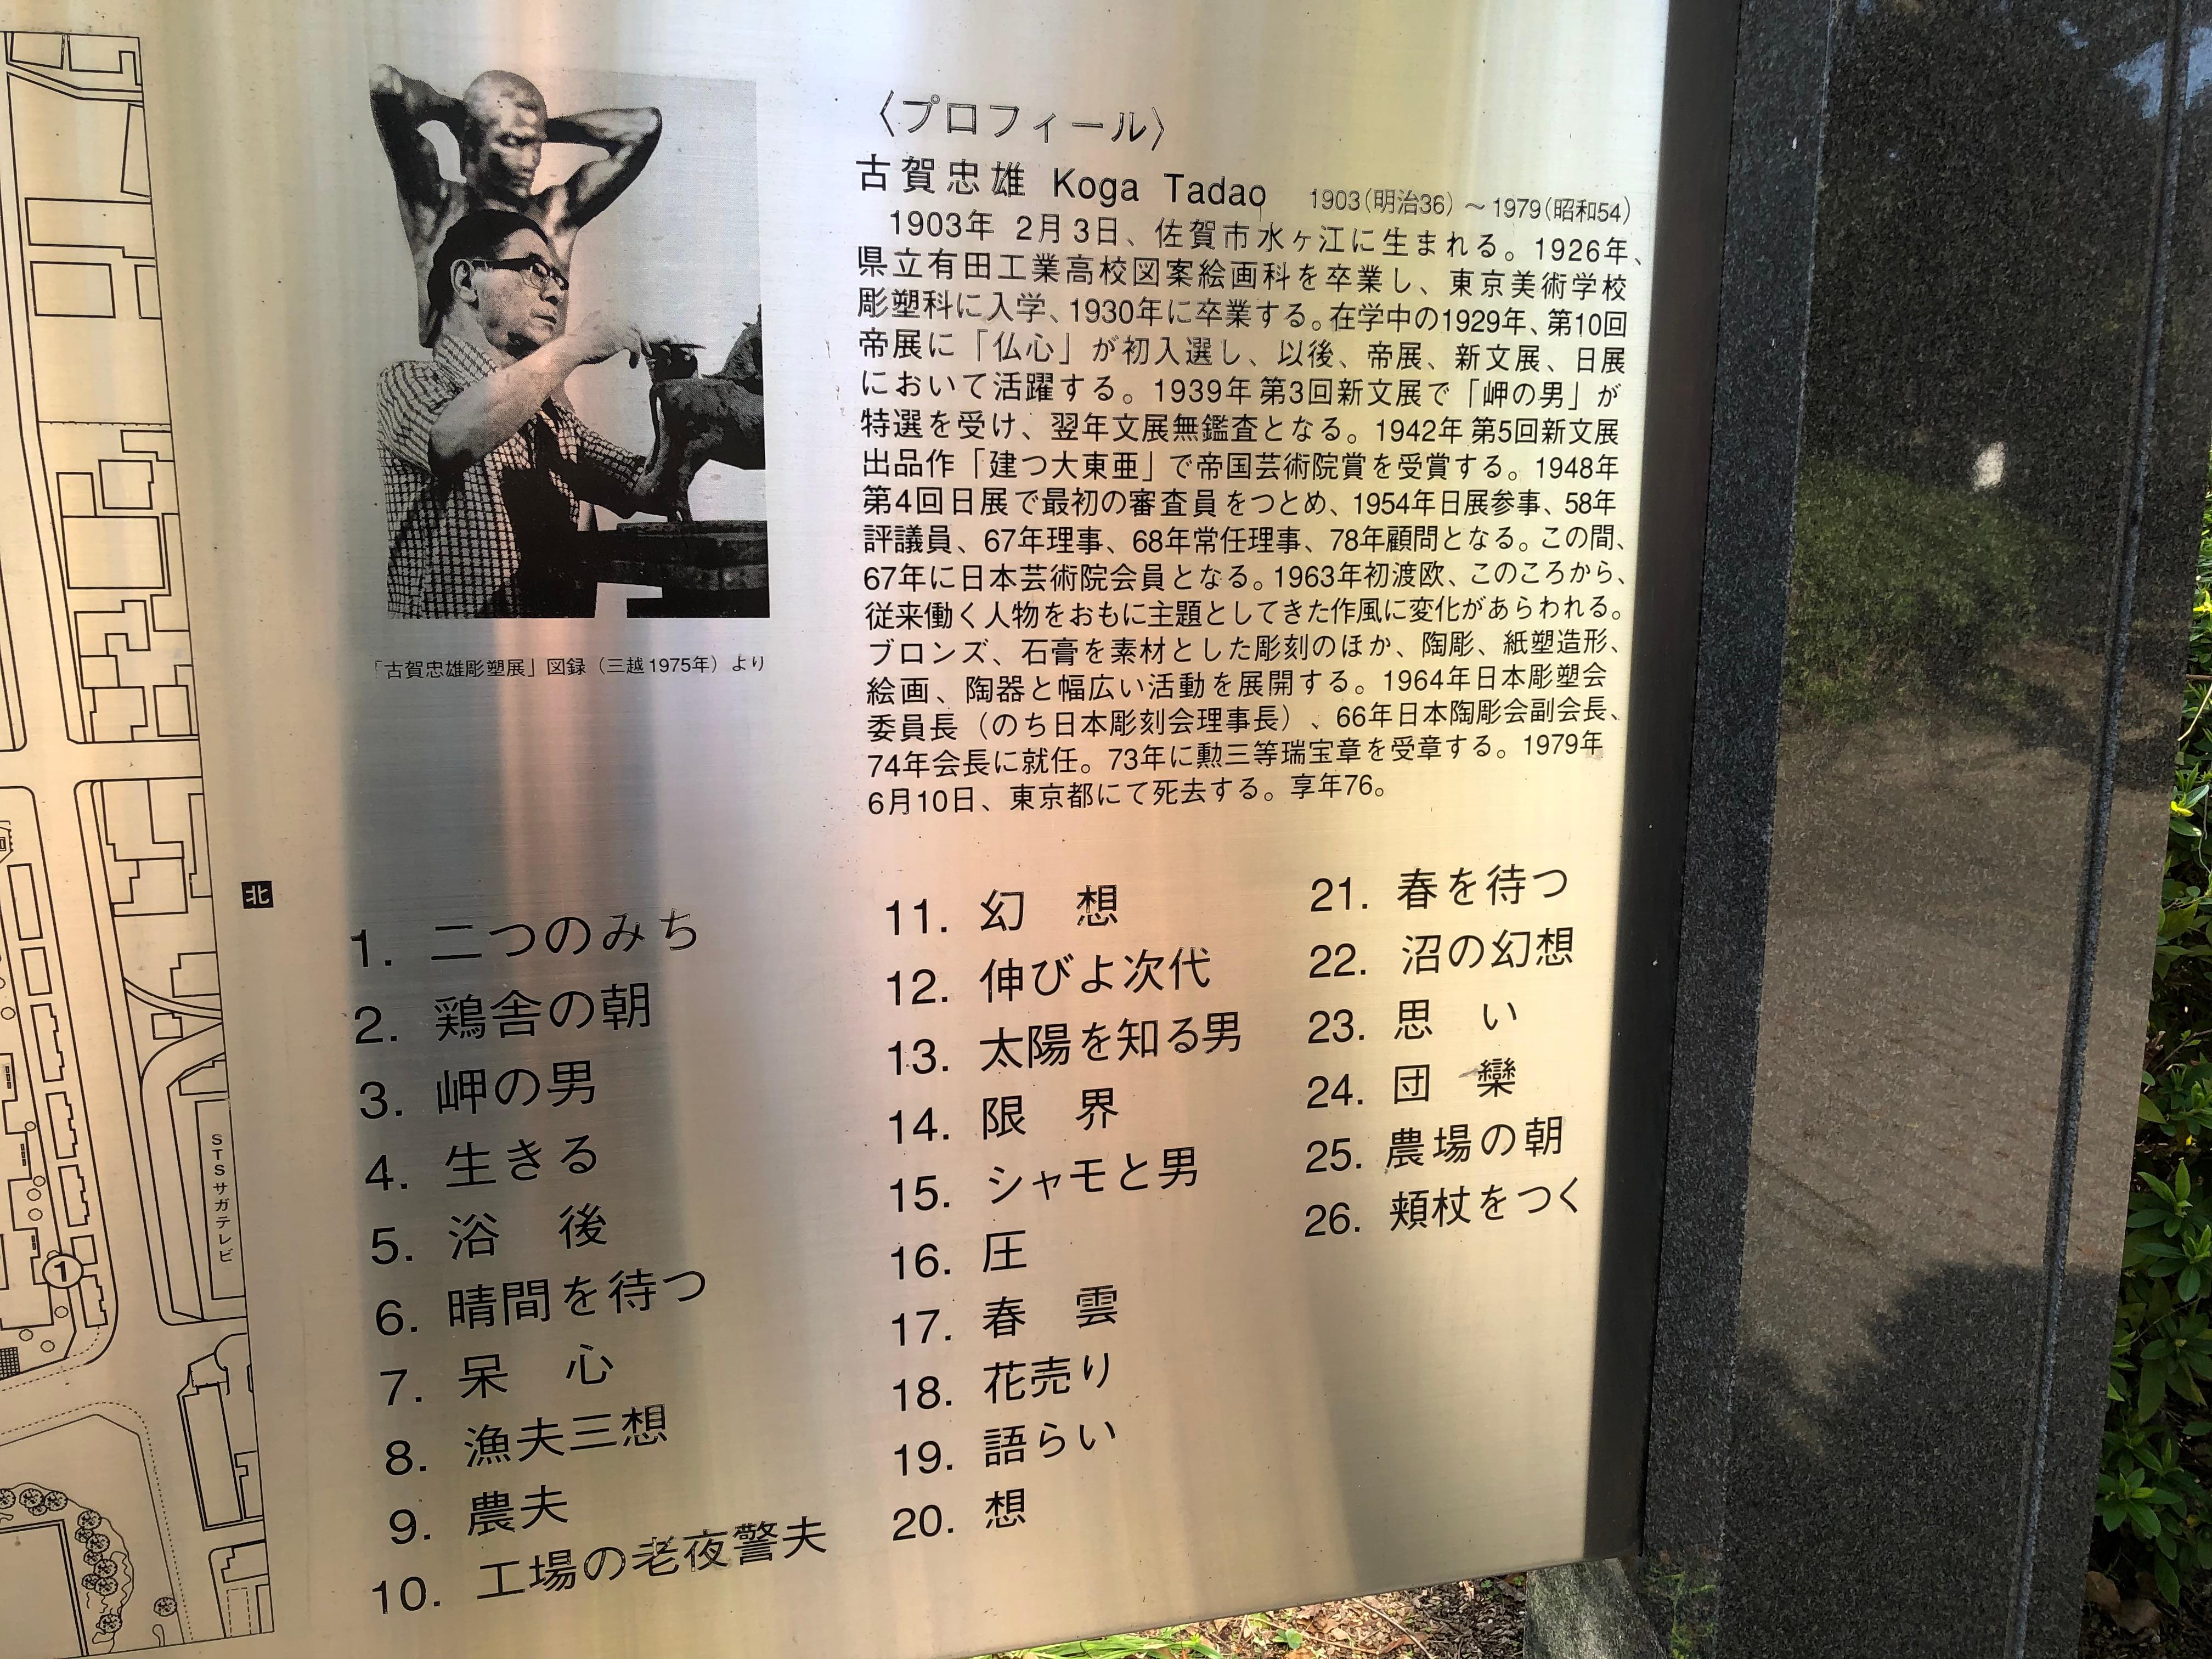 〈プロフィール〉
古賀忠雄 Koga Tadao 1903(明治36)～1979(昭和54)
1903年 2月3日、佐賀市水ヶ江に生まれる。1926年、
県立有田工業高校図案絵画科を卒業し、東京美術学校
彫塑科に入学、1930年に卒業する。在学中の1929年、第10回
帝展に「仏心」が初入選し、以後、帝展、新文展、日展
において活躍する。1939年第3回新文展で「岬の男」が
特選を受け、翌年文展無鑑査となる。1942年第5回新文展
出品作「建つ大東亜」で帝国芸術院賞を受賞する。1948年
第4回日展で最初の審査員をつとめ、1954年日展参事、58年
評議員、67年理事、68年常任理事、78年顧問となる。この間、
67年に日本芸術院会員となる。1963年初渡欧、このころから、
従来働く人物をおもに主題としてきた作風に変化があらわれる。
ブロンズ、石膏を素材とした彫刻のほか、陶彫、紙塑造形、
絵画、陶器と幅広い活動を展開する。1964年日本彫塑会
委員長（のち日本彫刻会理事長）、66年日本陶彫会副会長、
74年会長に就任。73年に勲三等瑞宝章を受章する。1979年
6月10日、東京都にて死去する。享年76。
「古賀忠雄彫塑展」図録（三越1975年）より
北
1. 二つのみち
2. 鶏舎の朝
3. 岬の男
4. 生きる
5. 浴　後
6. 晴間を待つ
7. 呆　心
8. 漁夫三想
9. 農夫
10. 工場の老夜警夫
11. 幻　想
12. 伸びよ次代
13. 太陽を知る男
14. 限　界
15. シャモと男
16. 圧
17. 春　雲
18. 花売り
19. 語らい
20. 想
21. 春を待つ
22. 沼の幻想
23. 思　い
24. 団　欒
25. 農場の朝
26. 頬杖をつく
STSサガテレビ
1